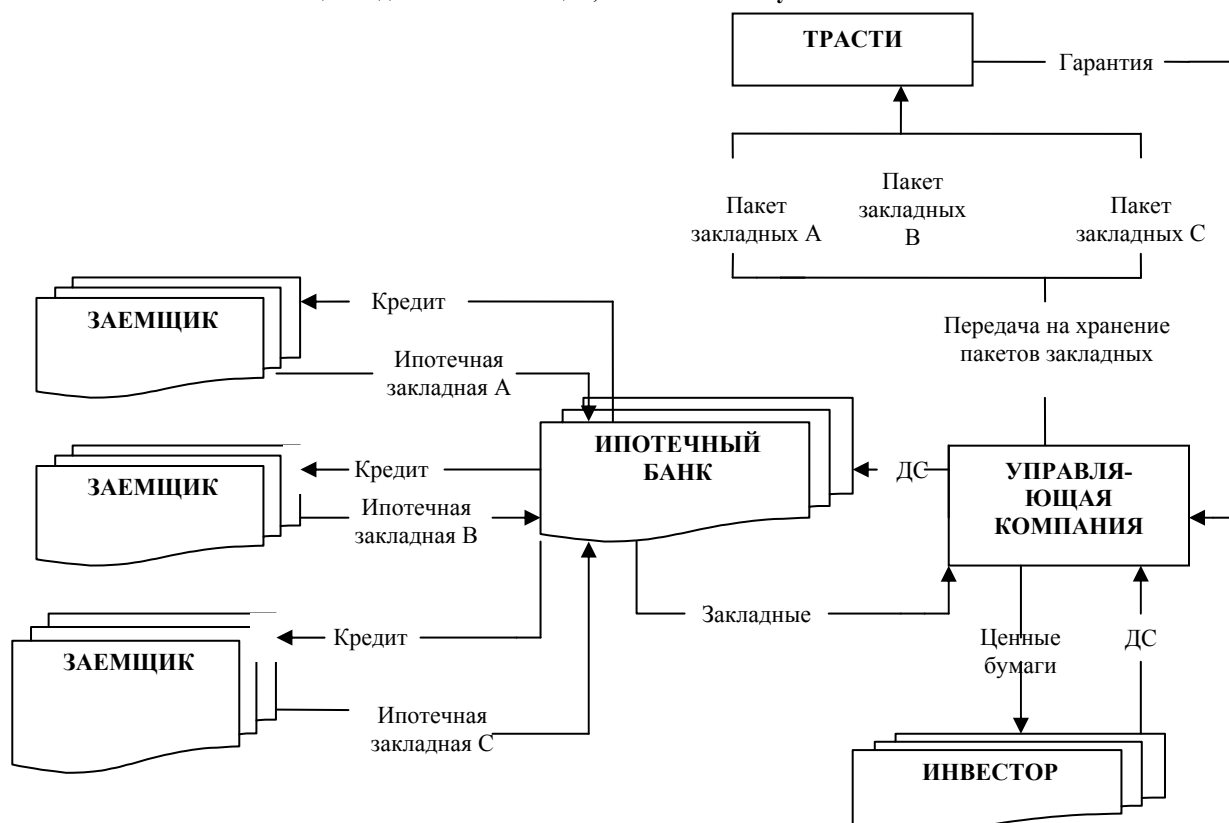 ТРАСТИ
Гарантия
Пакет
закладных А
Пакет
закладных
В
Пакет
закладных С
Передача на хранение
пакетов закладных
ЗАЕМЩИК
Кредит
Ипотечная
закладная А
ЗАЕМЩИК
Кредит
Ипотечная
закладная В
ЗАЕМЩИК
Кредит
Ипотечная
закладная С
ИПОТЕЧНЫЙ
БАНК
ДС
УПРАВЛЯ-
ЮЩАЯ
КОМПАНИЯ
Закладные
Ценные
бумаги
ДС
ИНВЕСТОР